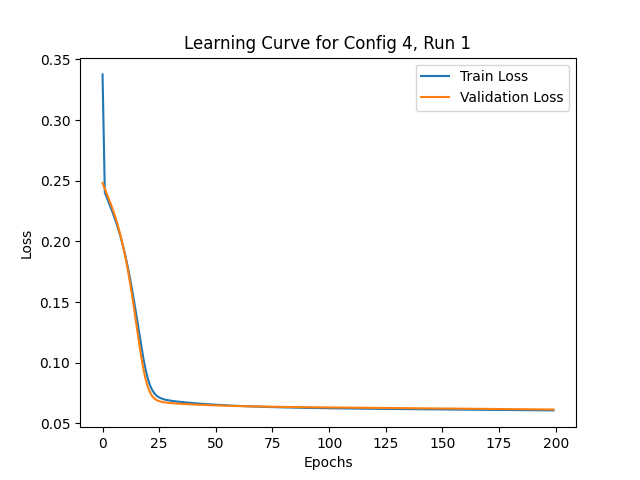 Learning Curve for Config 4, Run 1
Train Loss
Validation Loss
0.35
0.30
0.25
0.20
0.15
0.10
0.05
Loss
0 25 50 75 100 125 150 175 200
Epochs